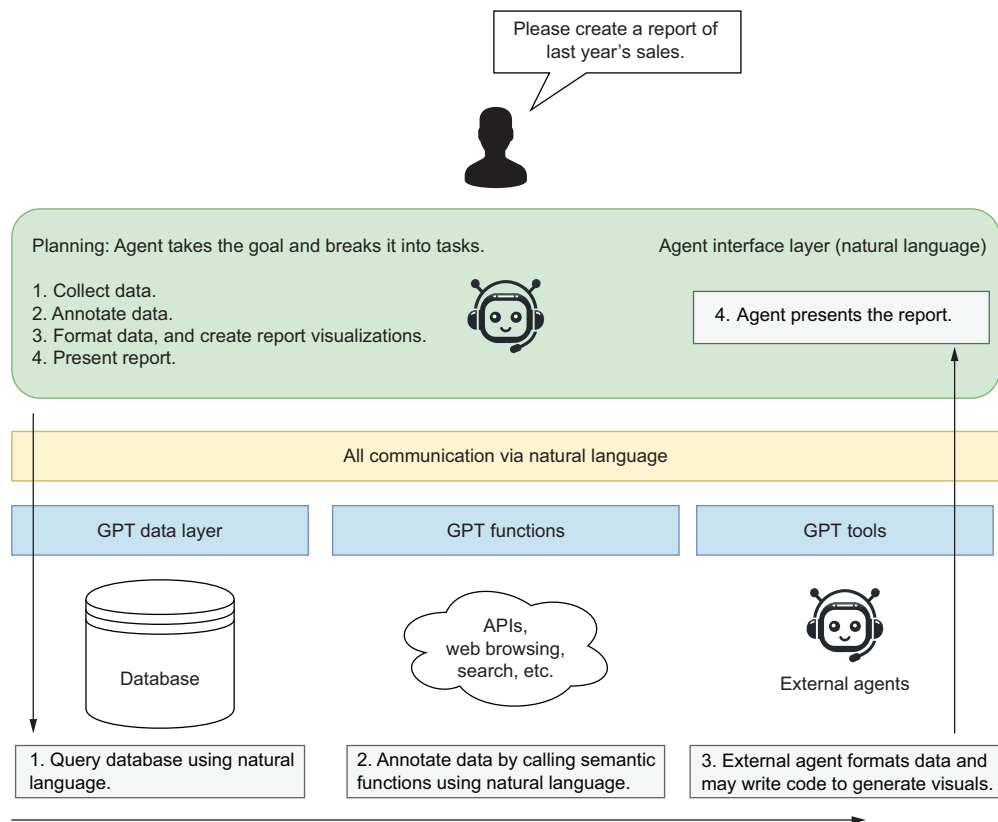 Please create a report of
last year’s sales.
Planning: Agent takes the goal and breaks it into tasks.
Agent interface layer (natural language)
1. Collect data.
2. Annotate data.
3. Format data, and create report visualizations.
4. Present report.
4. Agent presents the report.
All communication via natural language
GPT data layer
GPT functions
GPT tools
Database
APIs,
web browsing,
search, etc.
External agents
1. Query database using natural
language.
2. Annotate data by calling semantic
functions using natural language.
3. External agent formats data and
may write code to generate visuals.